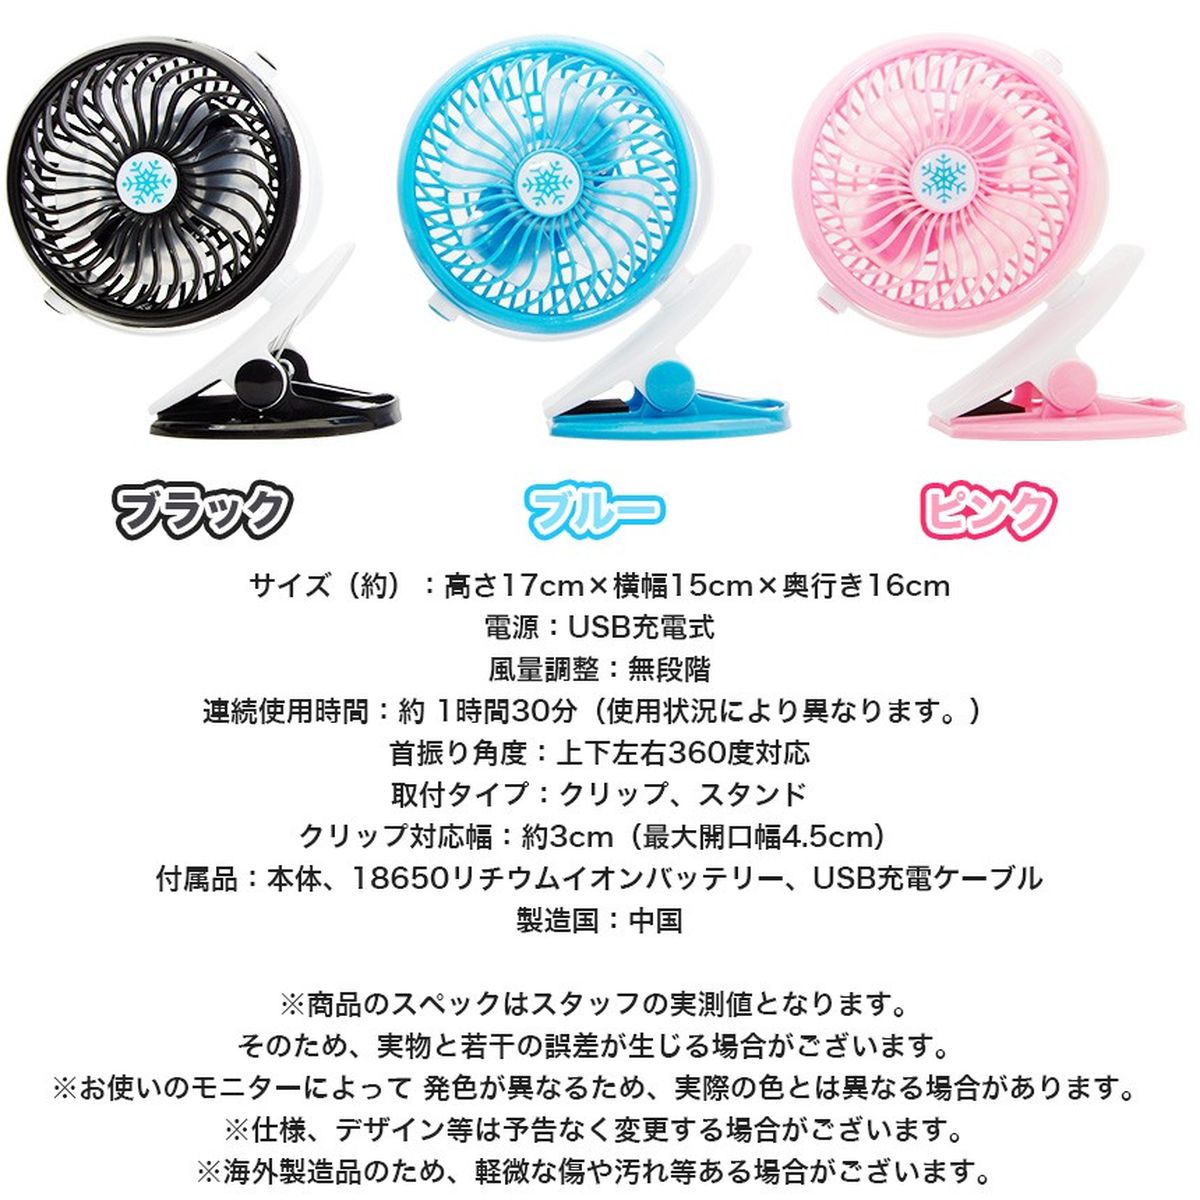 ブラック ブルー ピンク
サイズ（約）：高さ17cm×横幅15cm×奥行き16cm
電源：USB充電式
風量調整：無段階
連続使用時間：約 1時間30分（使用状況により異なります。）
首振り角度：上下左右360度対応
取付タイプ：クリップ、スタンド
クリップ対応幅：約3cm（最大開口幅4.5cm）
付属品：本体、18650リチウムイオンバッテリー、USB充電ケーブル
製造国：中国
※商品のスペックはスタッフの実測値となります。
そのため、実物と若干の誤差が生じる場合がございます。
※お使いのモニターによって 発色が異なるため、実際の色とは異なる場合があります。
※仕様、デザイン等は予告なく変更する場合がございます。
※海外製造品のため、軽微な傷や汚れ等ある場合がございます。